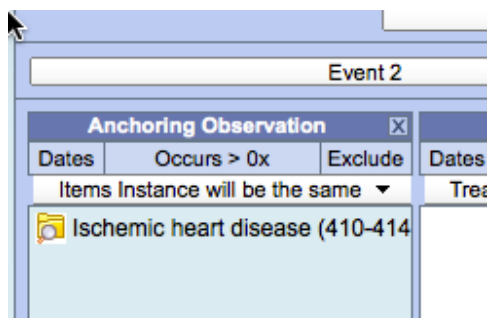 Event 2
Anchoring Observation X
Dates Occurs > 0x Exclude Dates
Items Instance will be the same
Ischemic heart disease (410-414